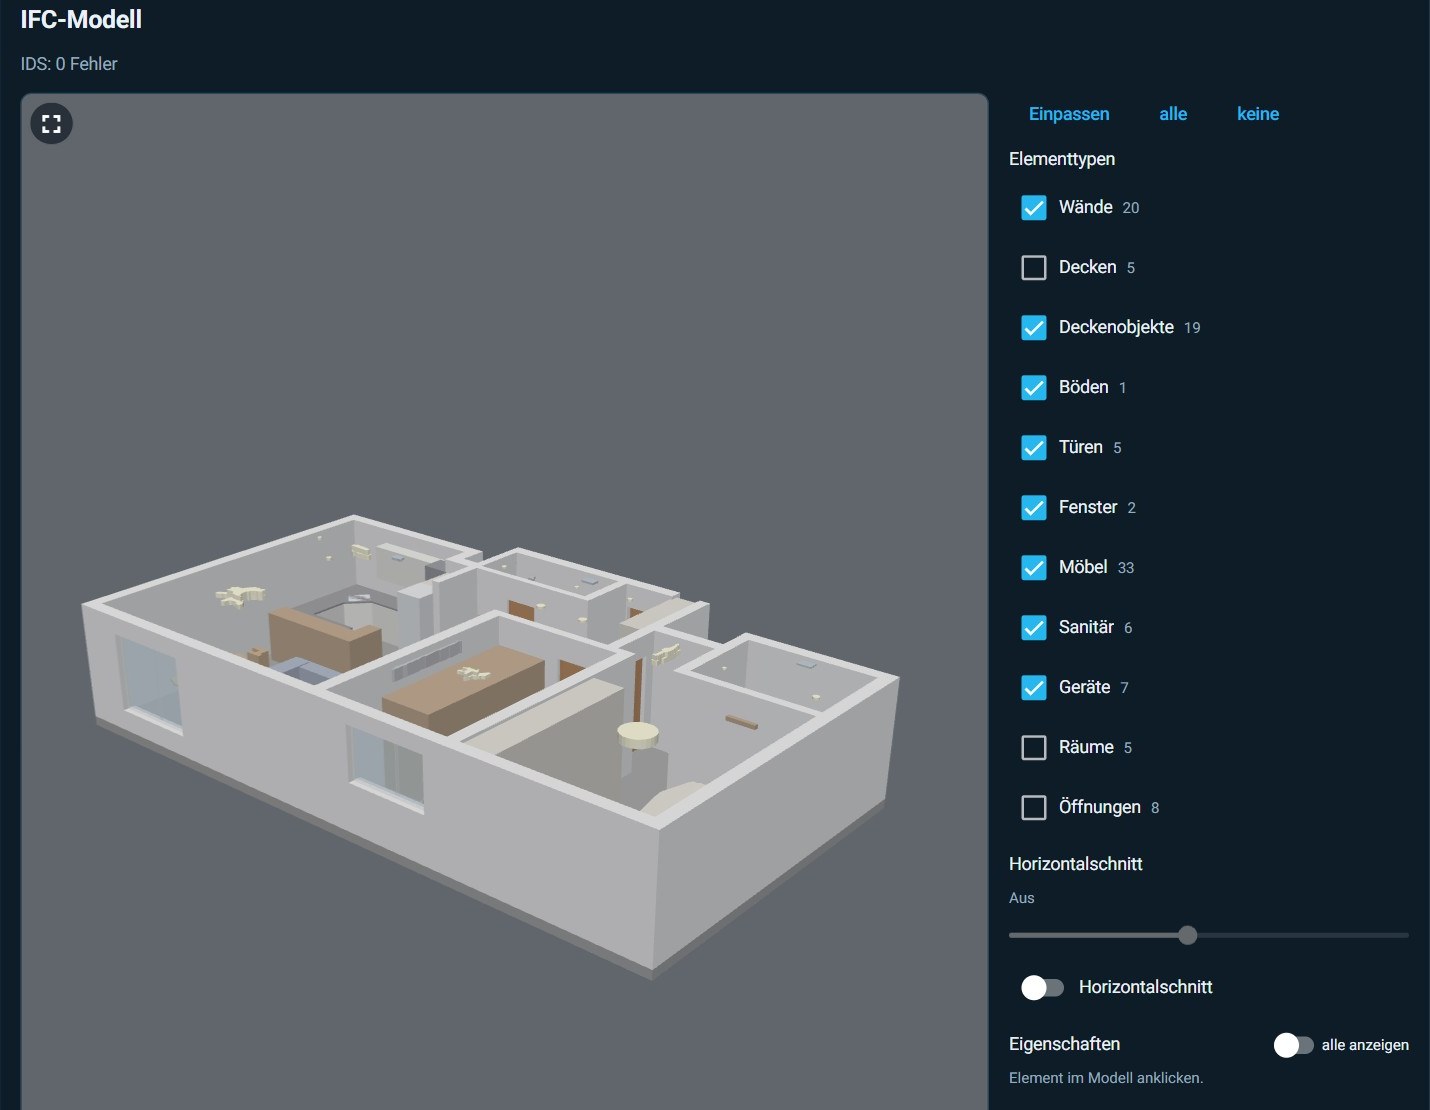 IFC-Modell
IDS: 0 Fehler
Einpassen alle keine
Elementtypen
Wände 20
Decken 5
Deckenobjekte 19
Böden 1
Türen 5
Fenster 2
Möbel 33
Sanitär 6
Geräte 7
Räume 5
Öffnungen 8
Horizontalschnitt
Aus
Horizontalschnitt
Eigenschaften alle anzeigen
Element im Modell anklicken.